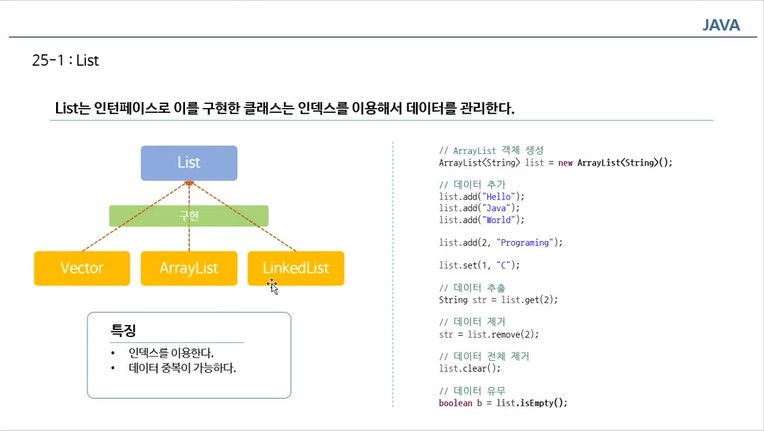 JAVA
25-1 : List
List는 인턴페이스로 이를 구현한 클래스는 인덱스를 이용해서 데이터를 관리한다.
List
구현
Vector
ArrayList
LinkedList
특징
• 인덱스를 이용한다.
• 데이터 중복이 가능하다.
// ArrayList 객체 생성
ArrayList<String> list = new ArrayList<String>();
// 데이터 추가
list.add("Hello");
list.add("Java");
list.add("World");
list.add(2, "Programing");
list.set(1, "C");
// 데이터 추출
String str = list.get(2);
// 데이터 제거
str = list.remove(2);
// 데이터 전체 제거
list.clear();
// 데이터 유무
boolean b = list.isEmpty();